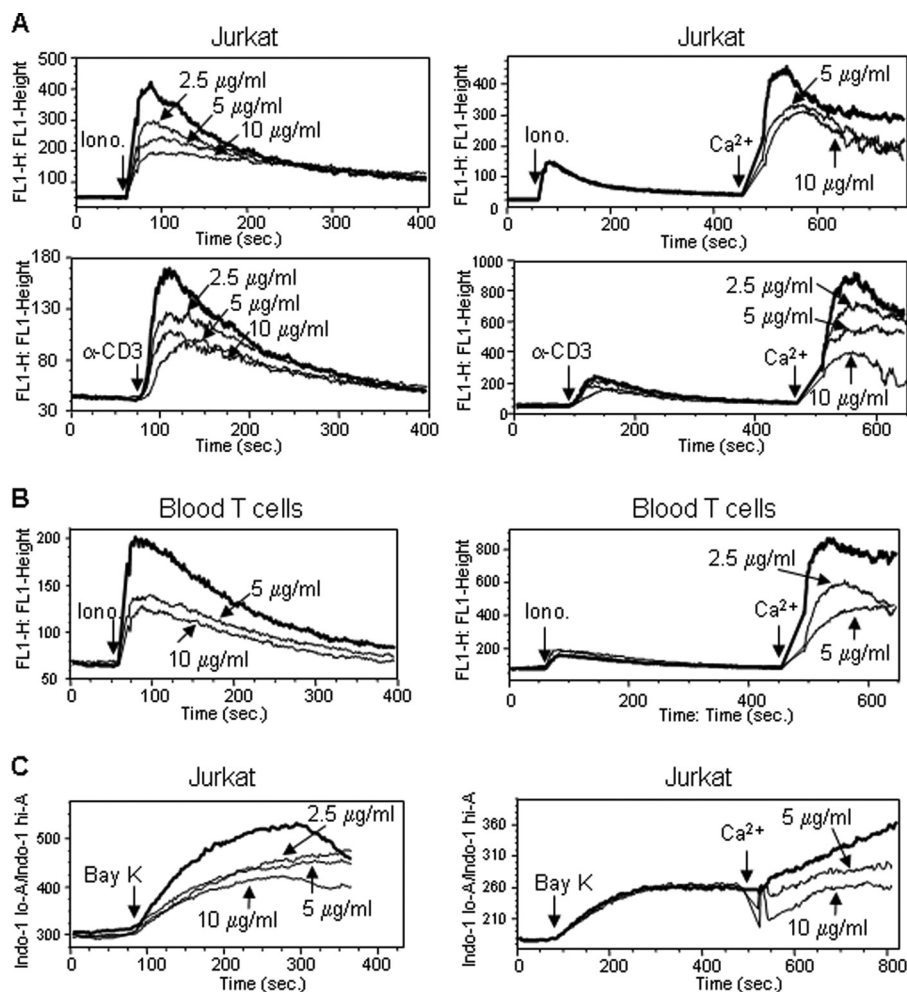 A
Jurkat
FL1-H: FL1-Height
500
400
300
200
100
Iono.
2.5 µg/ml
5 µg/ml
10 µg/ml
0 100 200 300 400
Time (sec.)
Jurkat
FL1-H: FL1-Height
400
300
200
100
0
Iono.
Ca2+
5 µg/ml
10 µg/ml
0 200 400 600
Time (sec.)
FL1-H: FL1-Height
180
130
80
30
α-CD3
2.5 µg/ml
5 µg/ml
10 µg/ml
0 100 200 300 400
Time (sec.)
FL1-H: FL1-Height
1000
800
600
400
200
0
α-CD3
Ca2+
2.5 µg/ml
5 µg/ml
10 µg/ml
0 200 400 600
Time (sec.)
B
Blood T cells
FL1-H: FL1-Height
200
150
100
50
Iono.
5 µg/ml
10 µg/ml
0 100 200 300 400
Time (sec.)
Blood T cells
FL1-H: FL1-Height
800
600
400
200
Iono.
Ca2+
2.5 µg/ml
5 µg/ml
0 200 400 600
Time: Time (sec.)
C
Jurkat
Indo-1 lo-A/Indo-1 hi-A
500
400
300
Bay K
2.5 µg/ml
5 µg/ml
10 µg/ml
0 100 200 300 400
Time (sec.)
Jurkat
Indo-1 lo-A/Indo-1 hi-A
360
260
180
Bay K
Ca2+
5 µg/ml
10 µg/ml
0 200 400 600 800
Time (sec.)